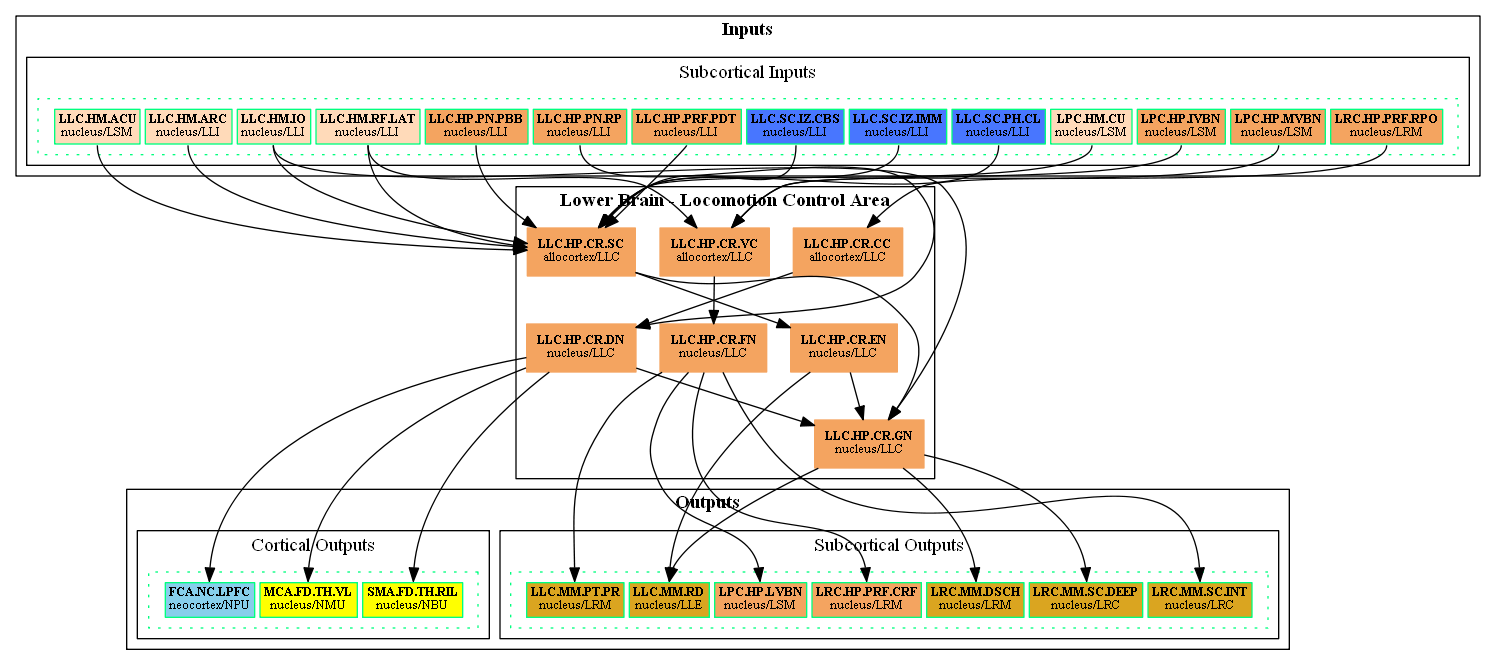 Inputs
Subcortical Inputs
LLC.HM.ACU
nucleus/LSM
LLC.HM.ARC
nucleus/LLI
LLC.HM.IO
nucleus/LLI
LLC.HM.RF.LAT
nucleus/LLI
LLC.HP.PN.PBB
nucleus/LLI
LLC.HP.PN.RP
nucleus/LLI
LLC.HP.PRF.PDT
nucleus/LLI
LLC.SC.IZ.CBS
nucleus/LLI
LLC.SC.IZ.IMM
nucleus/LLI
LLC.SC.PH.CL
nucleus/LLI
LPC.HM.CU
nucleus/LSM
LPC.HP.IVBN
nucleus/LSM
LPC.HP.MVBN
nucleus/LSM
LRC.HP.PRF.RPO
nucleus/LRM
Lower Brain - Locomotion Control Area
LLC.HP.CR.SC
allocortex/LLC
LLC.HP.CR.VC
allocortex/LLC
LLC.HP.CR.CC
allocortex/LLC
LLC.HP.CR.DN
nucleus/LLC
LLC.HP.CR.FN
nucleus/LLC
LLC.HP.CR.EN
nucleus/LLC
LLC.HP.CR.GN
nucleus/LLC
Outputs
Cortical Outputs
FCA.NC.LPFC
neocortex/NPU
MCA.FD.TH.VL
nucleus/NMU
SMA.FD.TH.RIL
nucleus/NBU
Subcortical Outputs
LLC.MM.PT.PR
nucleus/LRM
LLC.MM.RD
nucleus/LLE
LPC.HP.LVBN
nucleus/LSM
LRC.HP.PRF.CRF
nucleus/LRM
LRC.MM.DSCH
nucleus/LRM
LRC.MM.SC.DEEP
nucleus/LRC
LRC.MM.SC.INT
nucleus/LRC